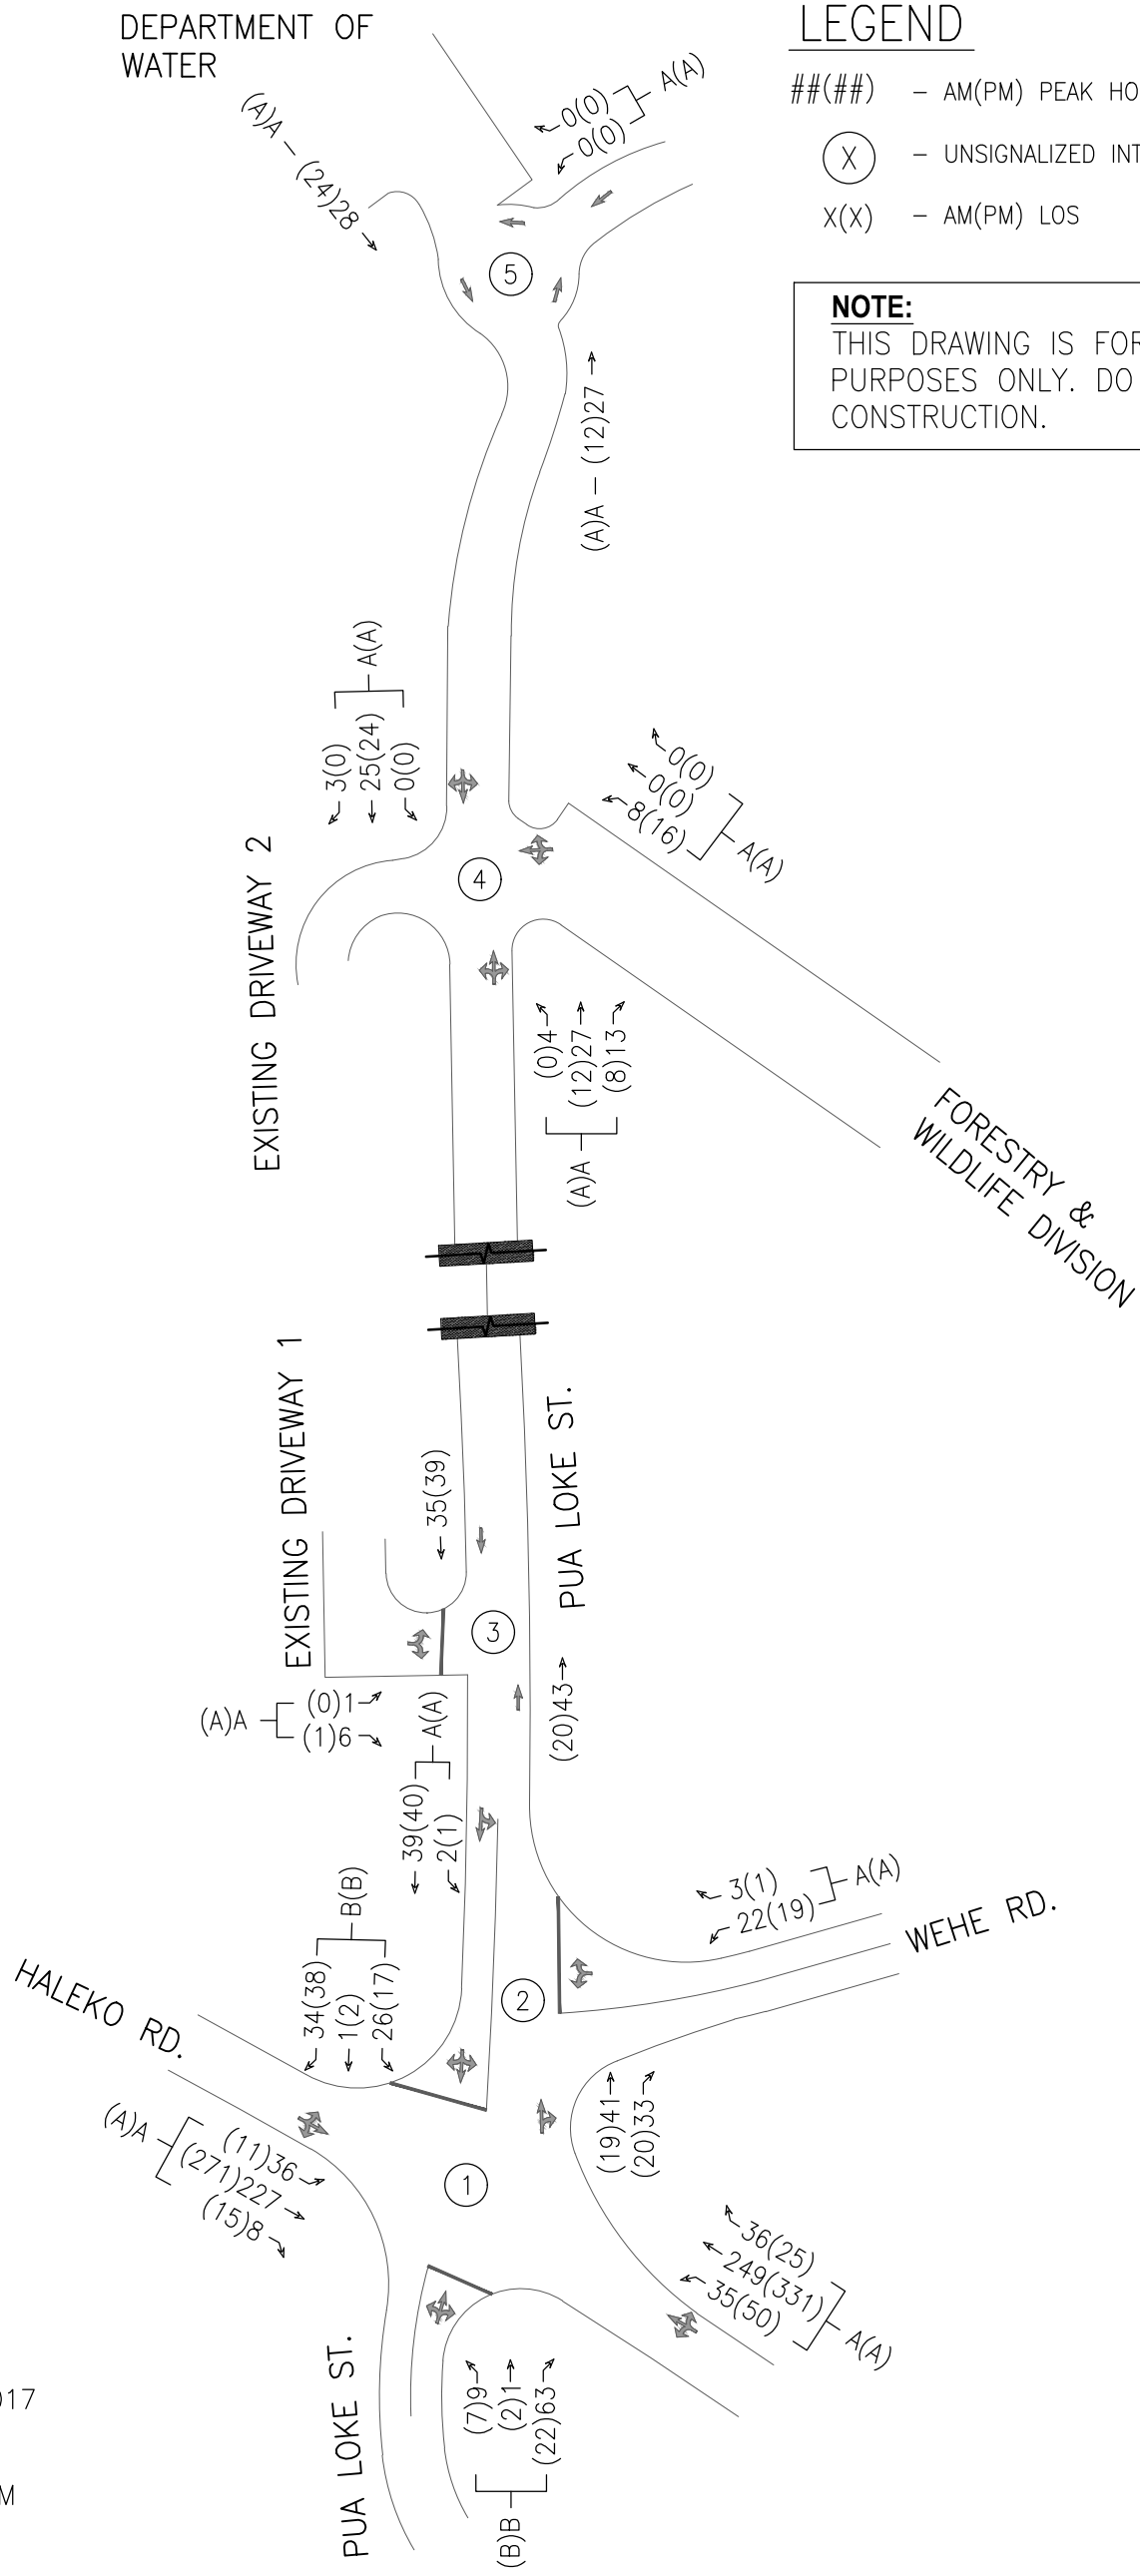 DEPARTMENT OF
WATER
LEGEND
##(##) – AM(PM) PEAK HO
X – UNSIGNALIZED INT
X(X) – AM(PM) LOS
NOTE:
THIS DRAWING IS FOR
PURPOSES ONLY. DO
CONSTRUCTION.
0(0)
0(0)
A(A)
(A)A – (24)28
5
(A)A – (12)27
A(A)
3(0)
25(24)
0(0)
0(0)
0(0)
8(16)
A(A)
EXISTING DRIVEWAY 2
4
(0)4
(12)27
(8)13
(A)A
FORESTRY &
WILDLIFE DIVISION
EXISTING DRIVEWAY 1
35(39)
PUA LOKE ST.
3
(A)A
(0)1
(1)6
(20)43
A(A)
39(40)
2(1)
B(B)
34(38)
1(2)
26(17)
3(1)
22(19)
A(A)
WEHE RD.
HALEKO RD.
2
(19)41
(20)33
(A)A
(11)36
(271)227
(15)8
1
36(25)
249(331)
35(50)
A(A)
PUA LOKE ST.
(7)9
(2)1
(22)63
(B)B
017
M